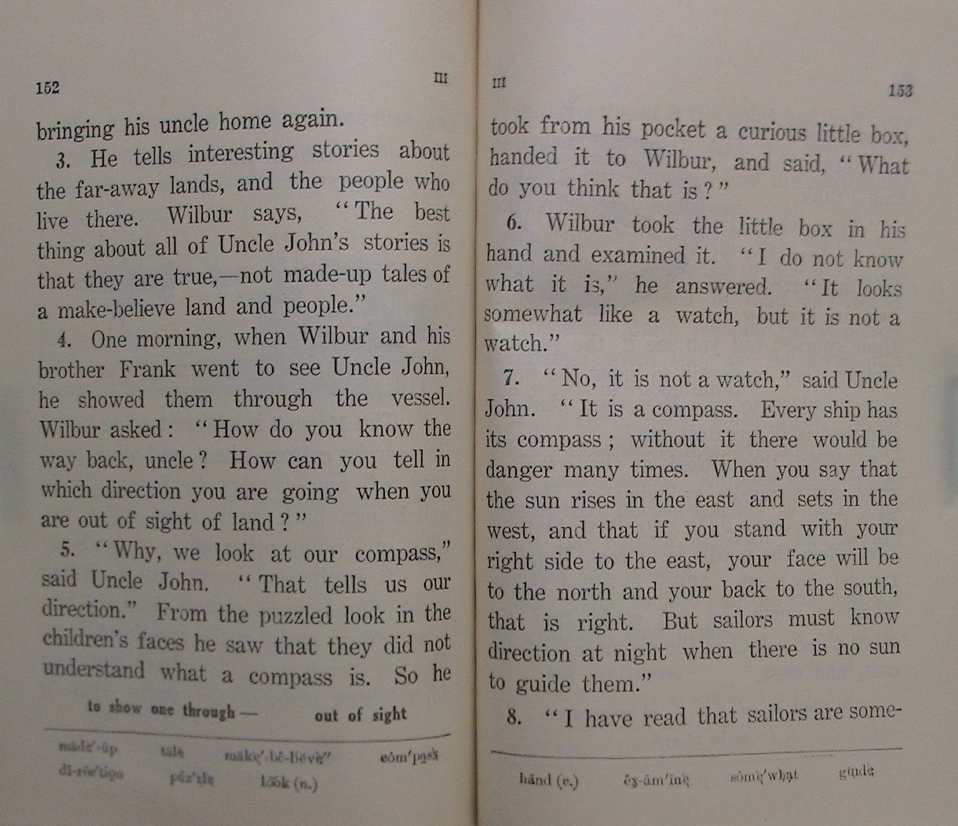 152
III
bringing his uncle home again.
3. He tells interesting stories about
the far-away lands, and the people who
live there. Wilbur says, “The best
thing about all of Uncle John’s stories is
that they are true,—not made-up tales of
a make-believe land and people.”
4. One morning, when Wilbur and his
brother Frank went to see Uncle John,
he showed them through the vessel.
Wilbur asked: “How do you know the
way back, uncle? How can you tell in
which direction you are going when you
are out of sight of land?”
5. “Why, we look at our compass,”
said Uncle John. “That tells us our
direction.” From the puzzled look in the
children’s faces he saw that they did not
understand what a compass is. So he
to show one through— out of sight
look (n.)
III
153
took from his pocket a curious little box,
handed it to Wilbur, and said, “What
do you think that is?”
6. Wilbur took the little box in his
hand and examined it. “I do not know
what it is,” he answered. “It looks
somewhat like a watch, but it is not a
watch.”
7. “No, it is not a watch,” said Uncle
John. “It is a compass. Every ship has
its compass; without it there would be
danger many times. When you say that
the sun rises in the east and sets in the
west, and that if you stand with your
right side to the east, your face will be
to the north and your back to the south,
that is right. But sailors must know
direction at night when there is no sun
to guide them.”
8. “I have read that sailors are some-
hănd (v.)